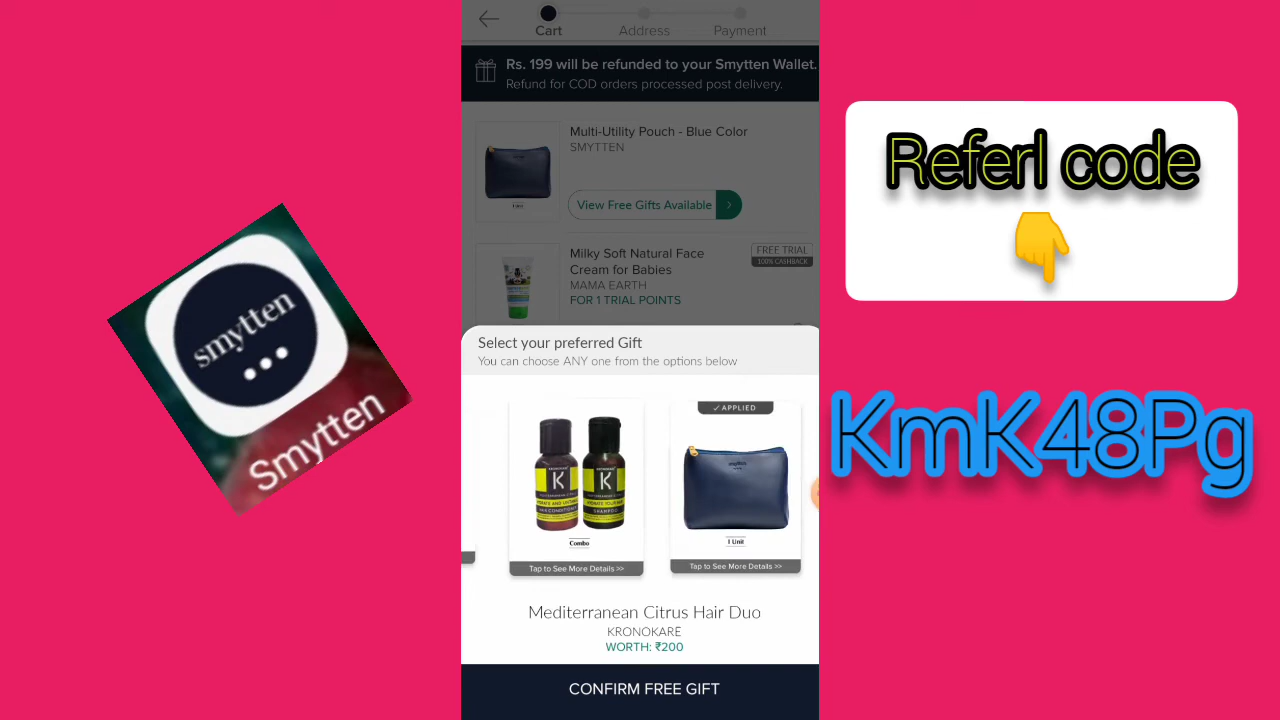 smytten
Smytten
Cart
Address
Payment
Rs. 199 will be refunded to your Smytten Wallet.
Refund for COD orders processed post delivery.
Multi-Utility Pouch - Blue Color
SMYTTEN
1 Unit
View Free Gifts Available
Milky Soft Natural Face
Cream for Babies
MAMA EARTH
FOR 1 TRIAL POINTS
FREE TRIAL
100% CASHBACK
Select your preferred Gift
You can choose ANY one from the options below
K
K
SHAMPOO
Combo
Tap to See More Details >>
✓ APPLIED
smytten
1 Unit
Tap to See More Details >>
Mediterranean Citrus Hair Duo
KRONOKARE
WORTH: ₹200
CONFIRM FREE GIFT
Referl code
KmK48Pg